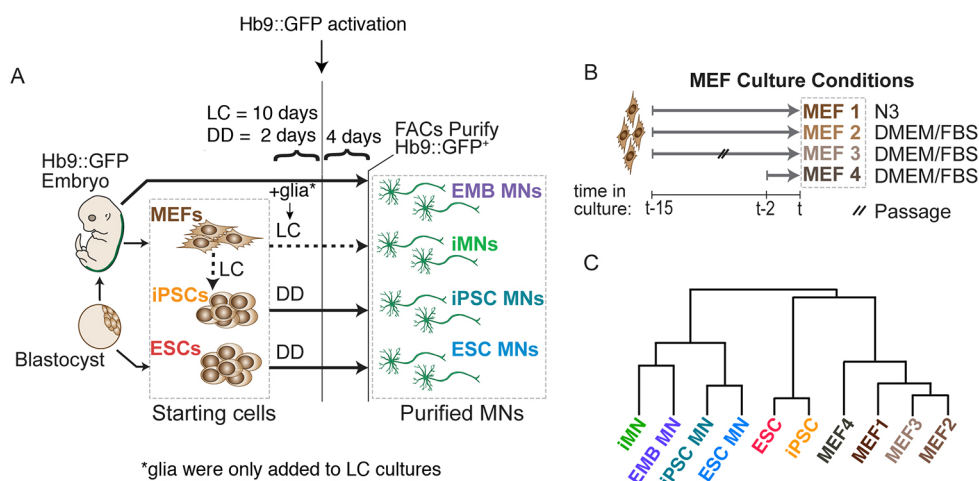 Hb9::GFP activation
A
LC = 10 days
DD = 2 days
4 days
FACs Purify
Hb9::GFP+
Hb9::GFP
Embryo
+glia*
EMB MNs
MEFs
LC
iMNs
LC
iPSCs
DD
iPSC MNs
Blastocyst
ESCs
DD
ESC MNs
Starting cells
Purified MNs
*glia were only added to LC cultures
B
MEF Culture Conditions
MEF 1 N3
MEF 2 DMEM/FBS
MEF 3 DMEM/FBS
MEF 4 DMEM/FBS
time in
culture:
t-15
t-2
t
// Passage
C
iMN
EMB MN
iPSC MN
ESC MN
ESC
iPSC
MEF4
MEF1
MEF3
MEF2